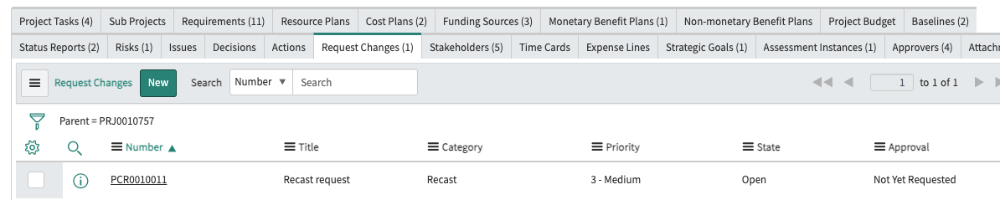 Project Tasks (4) Sub Projects Requirements (11) Resource Plans Cost Plans (2) Funding Sources (3) Monetary Benefit Plans (1) Non-monetary Benefit Plans Project Budget Baselines (2)
Status Reports (2) Risks (1) Issues Decisions Actions Request Changes (1) Stakeholders (5) Time Cards Expense Lines Strategic Goals (1) Assessment Instances (1) Approvers (4) Attachm
Request Changes New Search Number Search 1 to 1 of 1
Parent = PRJ0010757
Number Title Category Priority State Approval
PCR0010011 Recast request Recast 3 - Medium Open Not Yet Requested